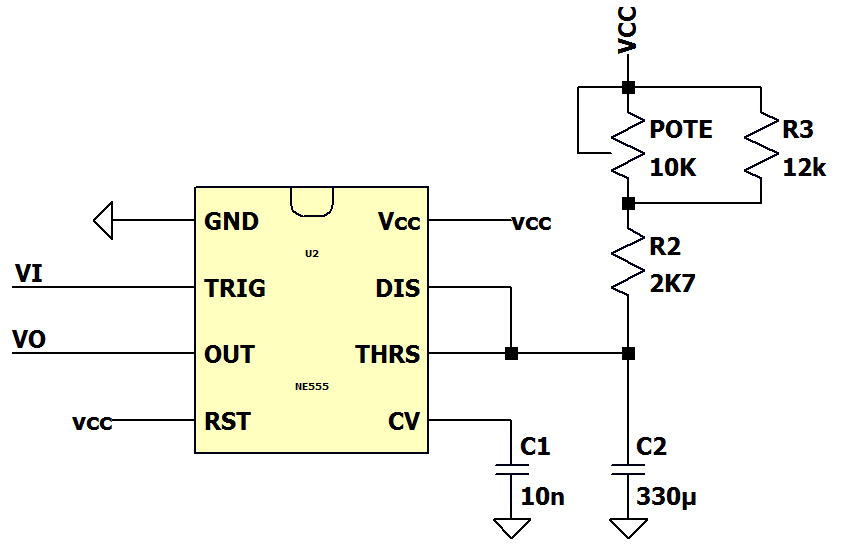 VCC
POTE
10K
R3
12k
GND
Vcc
vcc
U2
R2
2K7
VI
TRIG
DIS
VO
OUT
THRS
NE555
vcc
RST
CV
C1
10n
C2
330µ